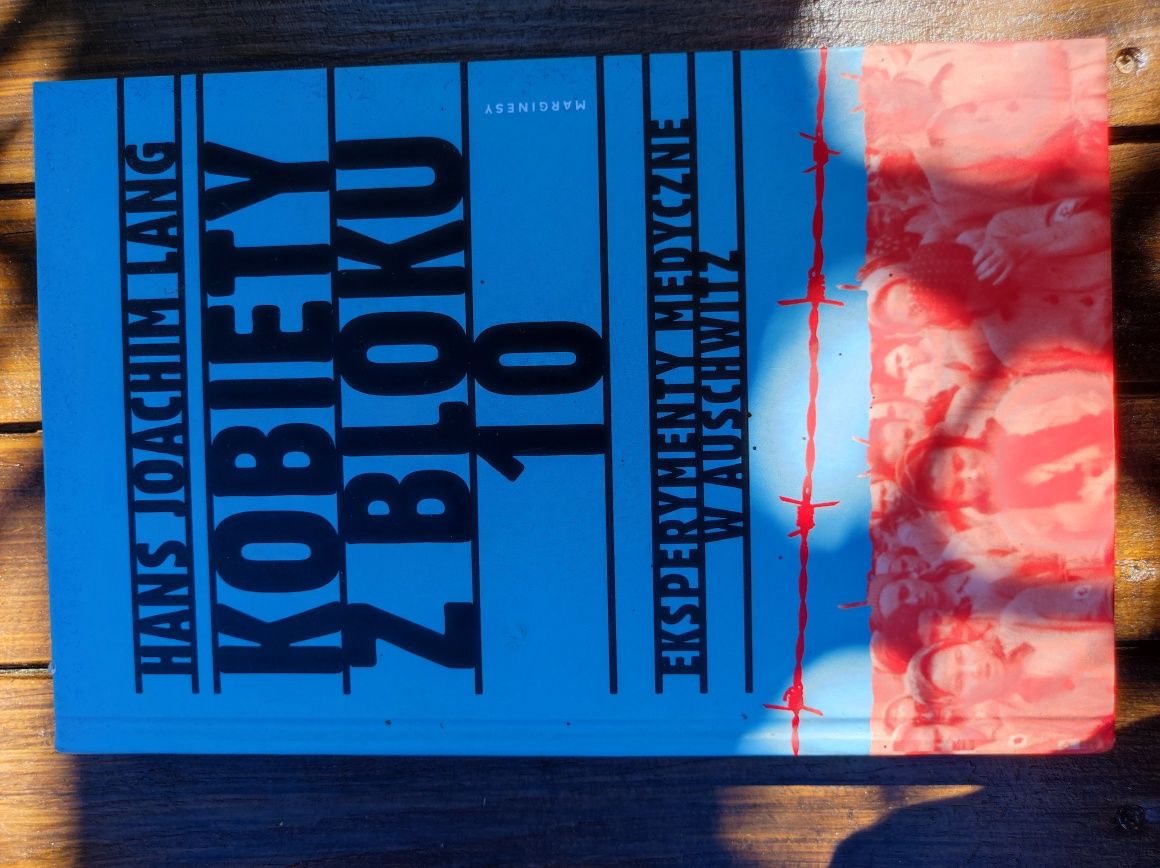 HANS JOACHIM LANG
KOBIETY
Z BLOKU
10
MARGINESY
EKSPERYMENTY MEDYCZNE
W AUSCHWITZ